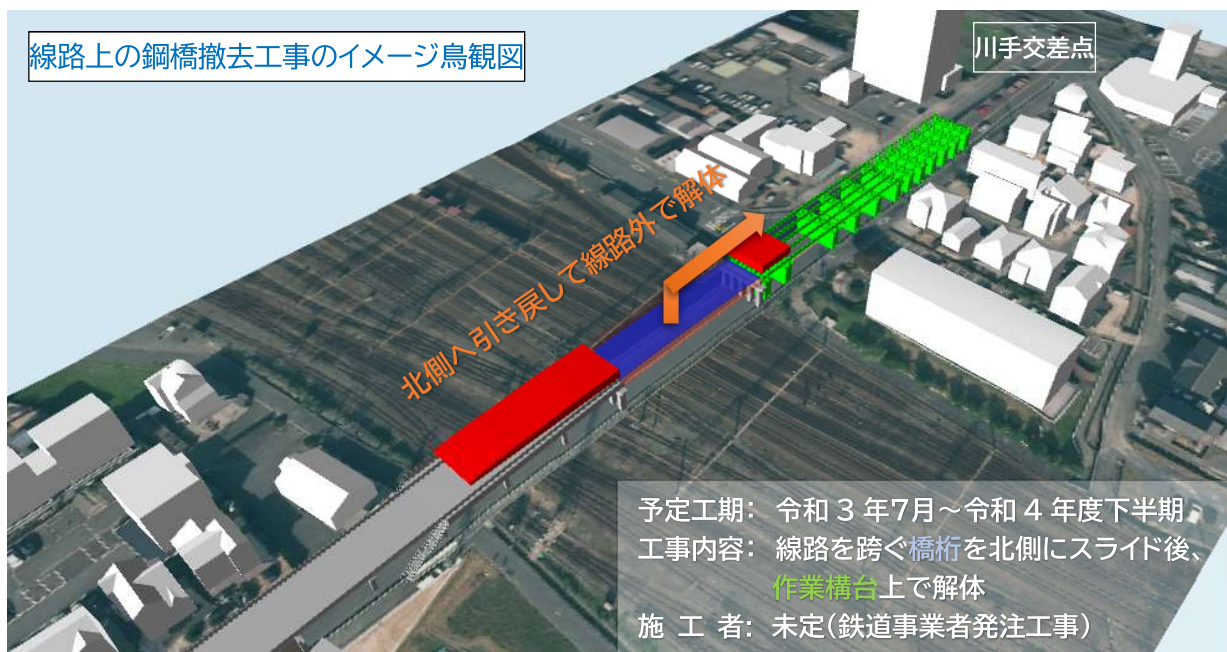 線路上の鋼橋撤去工事のイメージ鳥観図
川手交差点
北側へ引き戻して線路外で解体
予定工期： 令和３年7月～令和４年度下半期
工事内容： 線路を跨ぐ橋桁を北側にスライド後、
作業構台上で解体
施 工 者： 未定（鉄道事業者発注工事）